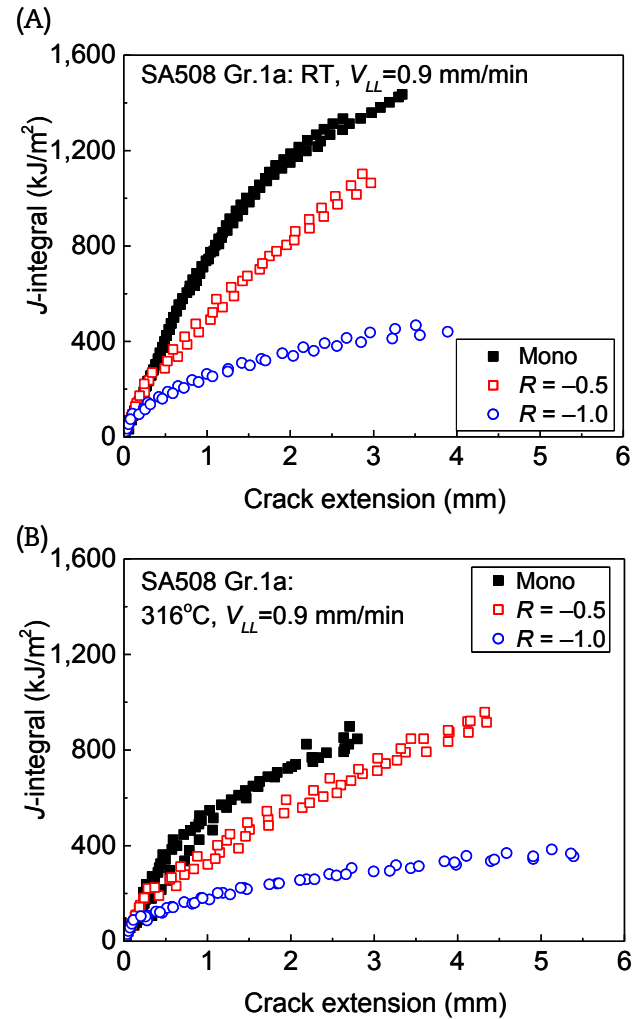 (A)
1,600
1,200
800
400
0
J-integral (kJ/m²)
SA508 Gr.1a: RT, V_LL=0.9 mm/min
Mono
R = –0.5
R = –1.0
0 1 2 3 4 5 6
Crack extension (mm)
(B)
1,600
1,200
800
400
0
J-integral (kJ/m²)
SA508 Gr.1a:
316°C, V_LL=0.9 mm/min
Mono
R = –0.5
R = –1.0
0 1 2 3 4 5 6
Crack extension (mm)